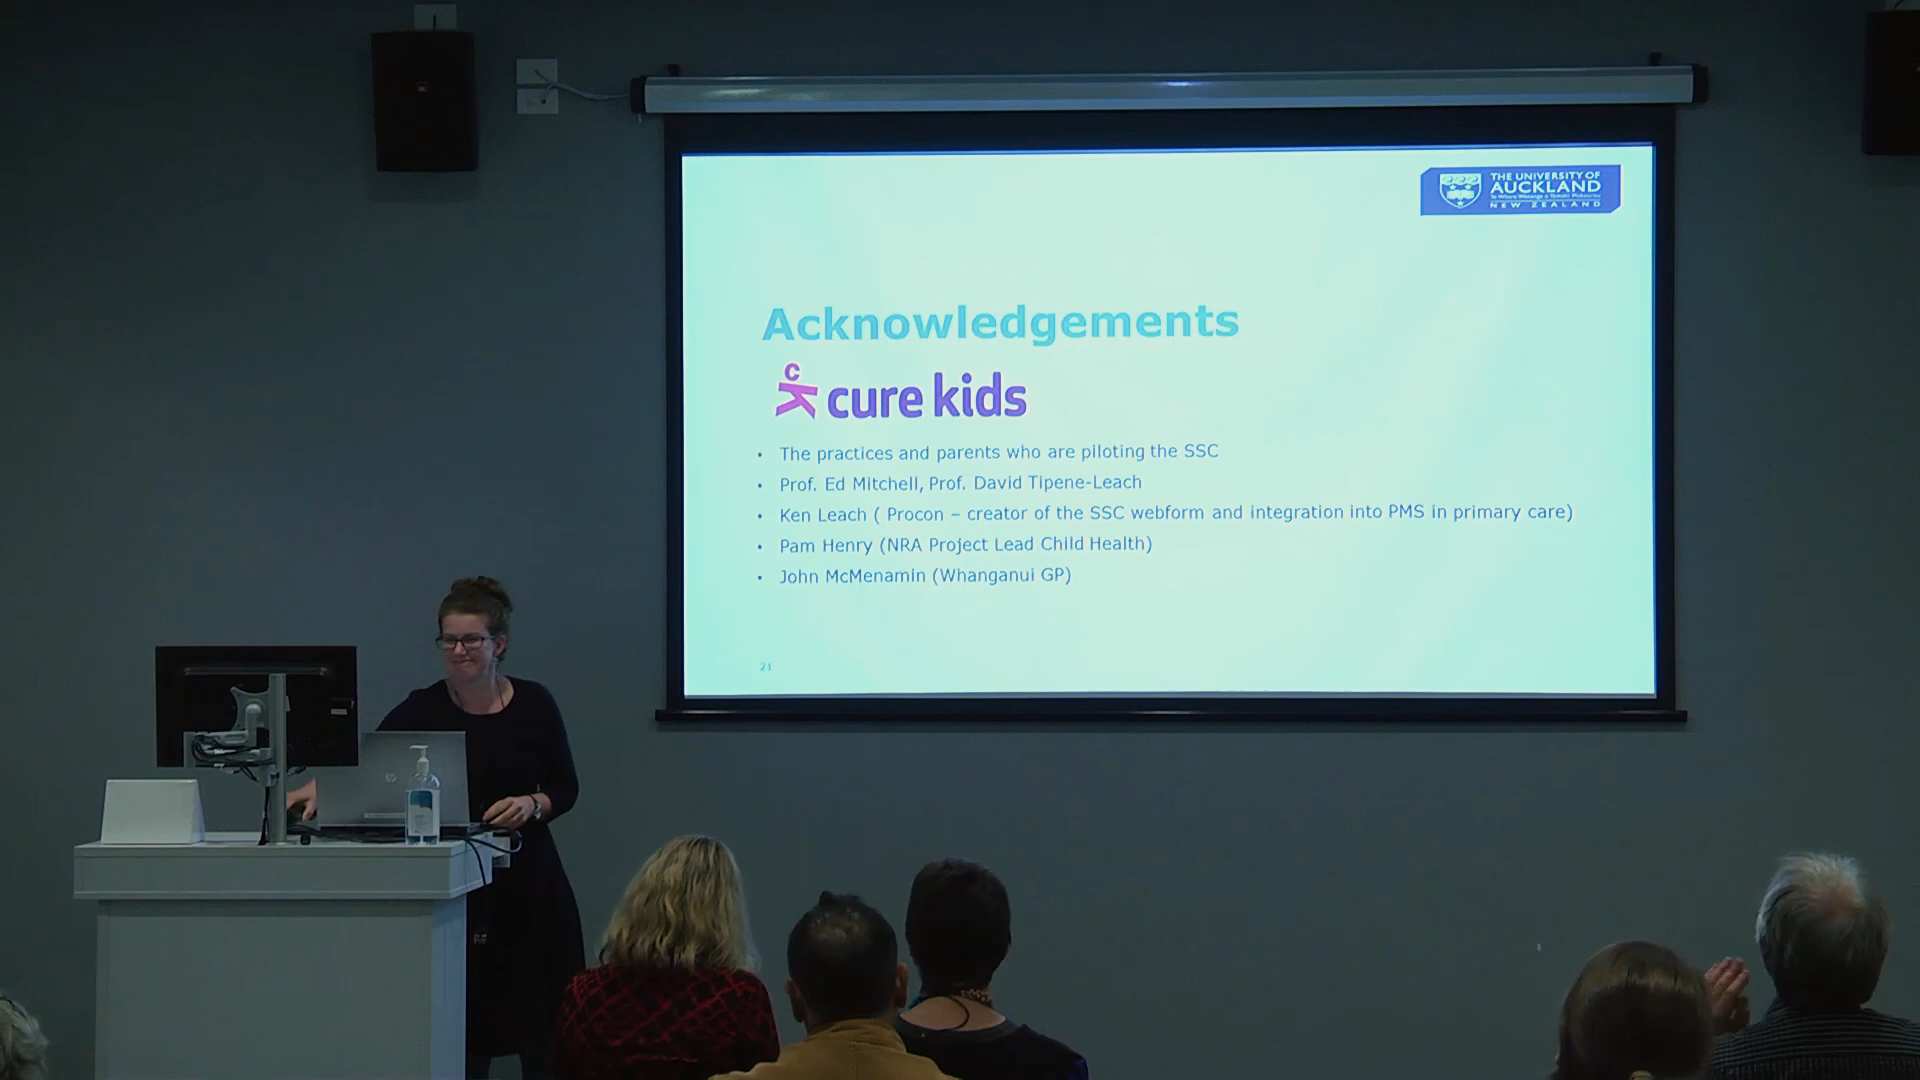 THE UNIVERSITY OF
AUCKLAND
NEW ZEALAND
Acknowledgements
cK cure kids
• The practices and parents who are piloting the SSC
• Prof. Ed Mitchell, Prof. David Tipene-Leach
• Ken Leach ( Procon – creator of the SSC webform and integration into PMS in primary care)
• Pam Henry (NRA Project Lead Child Health)
• John McMenamin (Whanganui GP)
21
hp